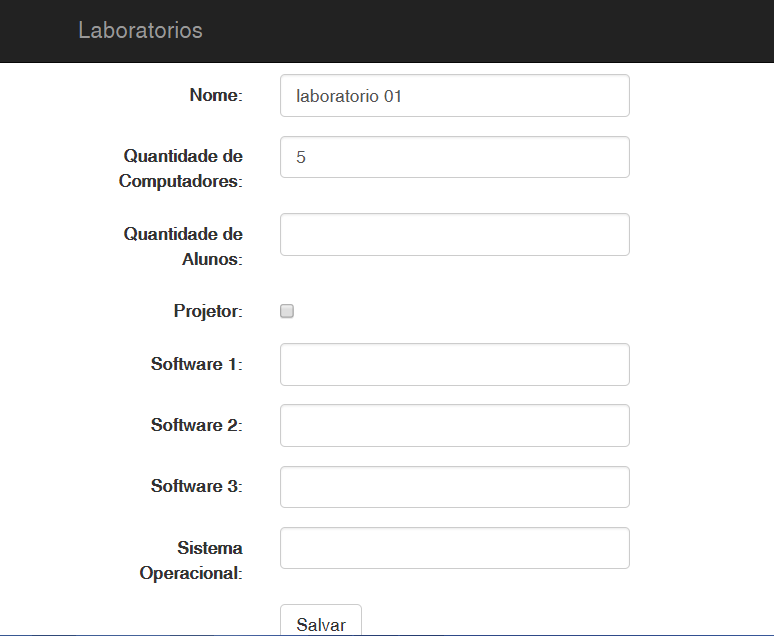 Laboratorios
Nome: laboratorio 01
Quantidade de
Computadores: 5
Quantidade de
Alunos:
Projetor:
Software 1:
Software 2:
Software 3:
Sistema
Operacional:
Salvar